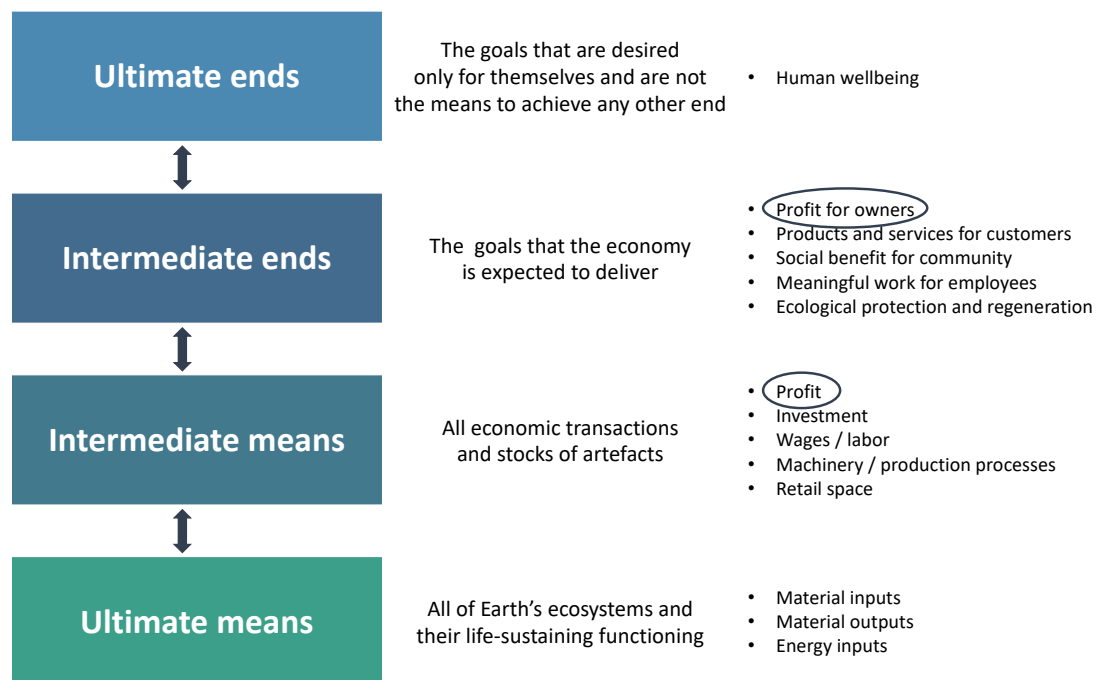 Ultimate ends
The goals that are desired
only for themselves and are not
the means to achieve any other end
• Human wellbeing
Intermediate ends
The goals that the economy
is expected to deliver
• Profit for owners
• Products and services for customers
• Social benefit for community
• Meaningful work for employees
• Ecological protection and regeneration
Intermediate means
All economic transactions
and stocks of artefacts
• Profit
• Investment
• Wages / labor
• Machinery / production processes
• Retail space
Ultimate means
All of Earth’s ecosystems and
their life-sustaining functioning
• Material inputs
• Material outputs
• Energy inputs